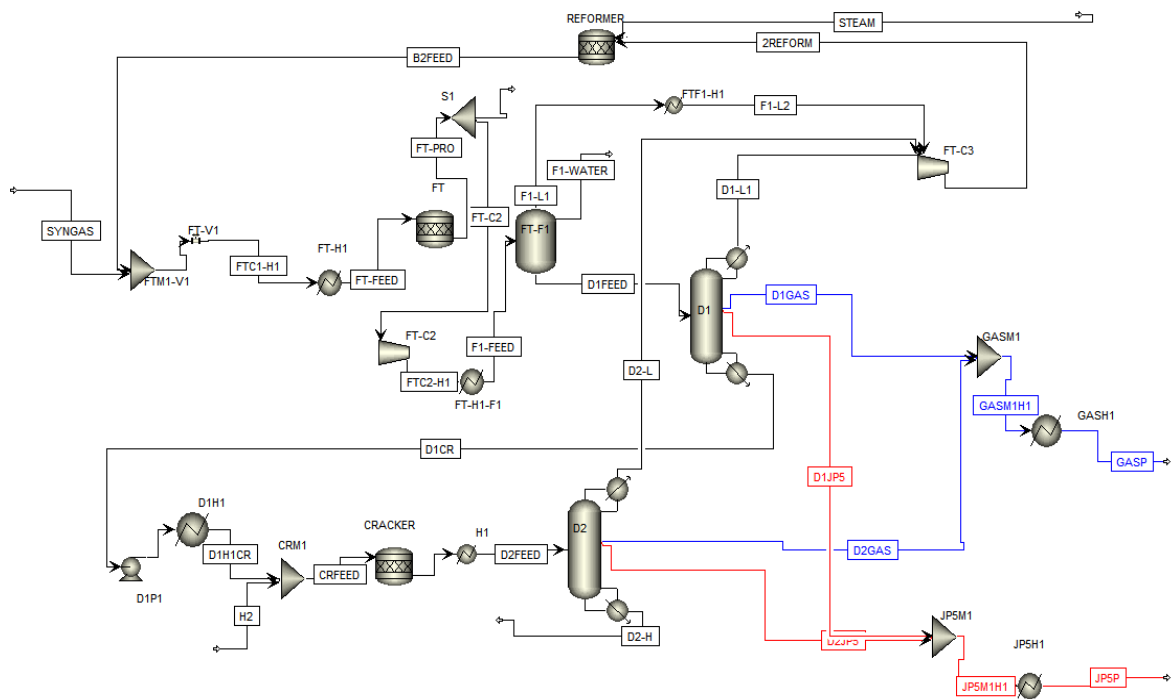 REFORMER
STEAM
2REFORM
B2FEED
S1
FTF1-H1
F1-L2
FT-PRO
F1-WATER
FT-C3
FT
F1-L1
D1-L1
SYNGAS
FT-V1
FT-C2
FT-F1
FT-H1
FTC1-H1
FTM1-V1
FT-FEED
D1FEED
D1GAS
D1
FT-C2
F1-FEED
GASM1
D2-L
FTC2-H1
FT-H1-F1
GASM1H1
GASH1
D1CR
GASP
D1JP5
D1H1
CRACKER
H1
D2
D1H1CR
CRM1
D2FEED
D2GAS
CRFEED
D1P1
H2
JP5M1
D2-H
D2JP5
JP5H1
JP5M1H1
JP5P